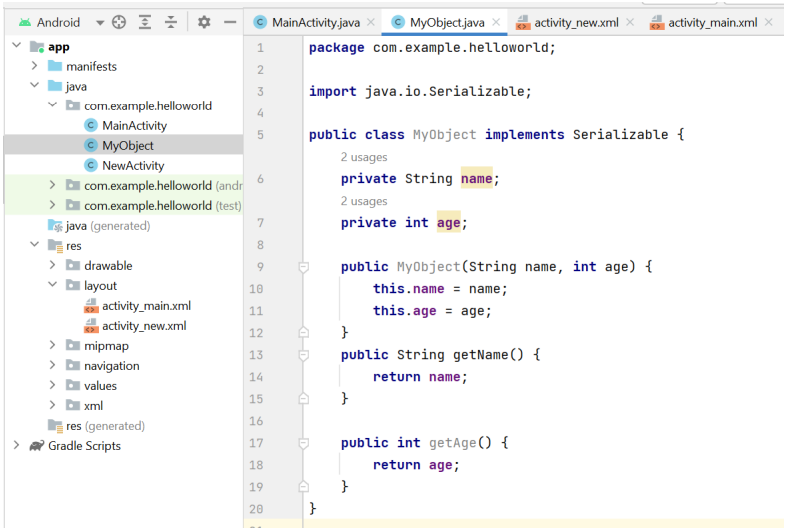 Android
app
manifests
java
com.example.helloworld
MainActivity
MyObject
NewActivity
com.example.helloworld (andr
com.example.helloworld (test)
java (generated)
res
drawable
layout
activity_main.xml
activity_new.xml
mipmap
navigation
values
xml
res (generated)
Gradle Scripts
MainActivity.java
MyObject.java
activity_new.xml
activity_main.xml
1 package com.example.helloworld;
2
3 import java.io.Serializable;
4
5 public class MyObject implements Serializable {
2 usages
6 private String name;
2 usages
7 private int age;
8
9 public MyObject(String name, int age) {
10 this.name = name;
11 this.age = age;
12 }
13 public String getName() {
14 return name;
15 }
16
17 public int getAge() {
18 return age;
19 }
20 }